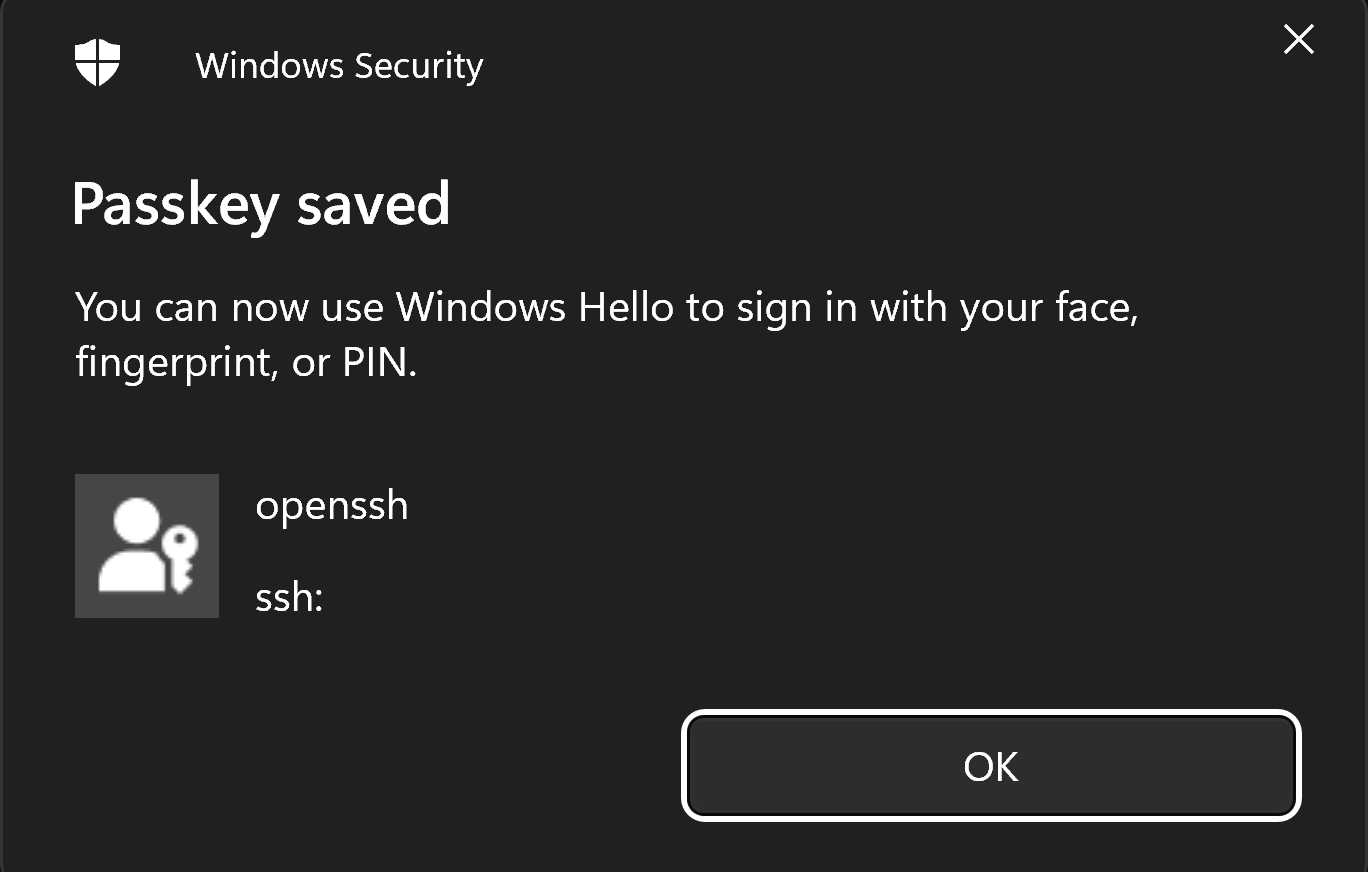 Windows Security
Passkey saved
You can now use Windows Hello to sign in with your face,
fingerprint, or PIN.
openssh
ssh:
OK